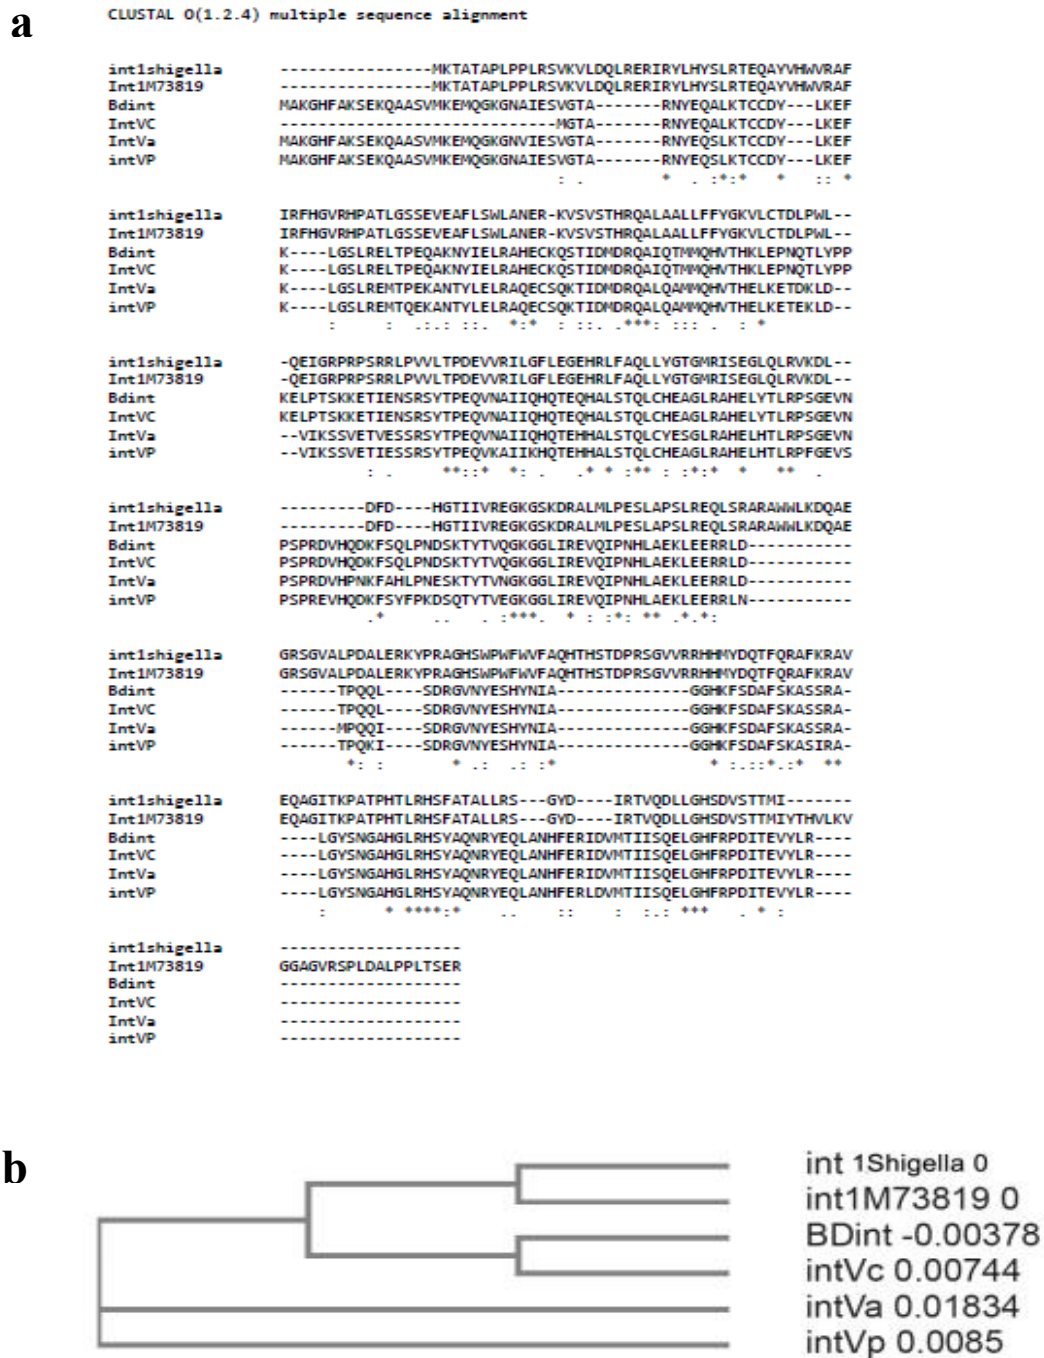 a
CLUSTAL O(1.2.4) multiple sequence alignment
int1shigella ----------------MKTATAPLPPLRSVKVLDQLRERIRYLHYSLRTEQAYVHWVRAF
Int1M73819 ----------------MKTATAPLPPLRSVKVLDQLRERIRYLHYSLRTEQAYVHWVRAF
Bdint MAKGHFAKSEKQAASVMKEMQGKGNAIESVGTA-------RNYEQALKTCCDY---LKEF
IntVC -----------------------------MGTA-------RNYEQALKTCCDY---LKEF
IntVa MAKGHFAKSEKQAASVMKEMQGKGNVIESVGTA-------RNYEQSLKTCCDY---LKEF
intVP MAKGHFAKSEKQAASVMKEMQGKGNAIESVGTA-------RNYEQSLKTCCDY---LKEF
: . * . :*:* * :: *
int1shigella IRFHGVRHPATLGSSEVEAFLSWLANER-KVSVSTHRQALAALLFFYGKVLCTDLPWL--
Int1M73819 IRFHGVRHPATLGSSEVEAFLSWLANER-KVSVSTHRQALAALLFFYGKVLCTDLPWL--
Bdint K----LGSLRELTPEQAKNYIELRAHECKQSTIDMDRQAIQTMMQHVTHKLEPNQTLYPP
IntVC K----LGSLRELTPEQAKNYIELRAHECKQSTIDMDRQAIQTMMQHVTHKLEPNQTLYPP
IntVa K----LGSLREMTPEKANTYLELRAQECSQKTIDMDRQALQAMMQHVTHELKETDKLD--
intVP K----LGSLREMTQEKANTYLELRAQECSQKTIDMDRQALQAMMQHVTHELKETEKLD--
: : .:.: ::. *:* : ::. .***: ::: . : *
int1shigella -QEIGRPRPSRRLPVVLTPDEVVRILGFLEGEHRLFAQLLYGTGMRISEGLQLRVKDL--
Int1M73819 -QEIGRPRPSRRLPVVLTPDEVVRILGFLEGEHRLFAQLLYGTGMRISEGLQLRVKDL--
Bdint KELPTSKKETIENSRSYTPEQVNAIIQHQTEQHALSTQLCHEAGLRAHELYTLRPSGEVN
IntVC KELPTSKKETIENSRSYTPEQVNAIIQHQTEQHALSTQLCHEAGLRAHELYTLRPSGEVN
IntVa --VIKSSVETVESSRSYTPEQVNAIIQHQTEHHALSTQLCYESGLRAHELHTLRPSGEVN
intVP --VIKSSVETIESSRSYTPEQVKAIIKHQTEHHALSTQLCHEAGLRAHELHTLRPFGEVS
: . **::* *: . .* * :** : :*:* * ** .
int1shigella ---------DFD----HGTIIVREGKGSKDRALMLPESLAPSLREQLSRARAWWLKDQAE
Int1M73819 ---------DFD----HGTIIVREGKGSKDRALMLPESLAPSLREQLSRARAWWLKDQAE
Bdint PSPRDVHQDKFSQLPNDSKTYTVQGKGGLIREVQIPNHLAEKLEERRLD-----------
IntVC PSPRDVHQDKFSQLPNDSKTYTVQGKGGLIREVQIPNHLAEKLEERRLD-----------
IntVa PSPRDVHPNKFAHLPNESKTYTVNGKGGLIREVQIPNHLAEKLEERRLD-----------
intVP PSPREVHQDKFSYFPKDSQTYTVEGKGGLIREVQIPNHLAEKLEERRLN-----------
.* .. . :***. * : :*: ** .*.*:
int1shigella GRSGVALPDALERKYPRAGHSWPWFWVFAQHTHSTDPRSGVVRRHHMYDQTFQRAFKRAV
Int1M73819 GRSGVALPDALERKYPRAGHSWPWFWVFAQHTHSTDPRSGVVRRHHMYDQTFQRAFKRAV
Bdint ------TPQQL----SDRGVNYESHYNIA--------------GGHKFSDAFSKASSRA-
IntVC ------TPQQL----SDRGVNYESHYNIA--------------GGHKFSDAFSKASSRA-
IntVa ------MPQQI----SDRGVNYESHYNIA--------------GGHKFSDAFSKASSRA-
intVP ------TPQKI----SDRGVNYESHYNIA--------------GGHKFSDAFSKASIRA-
*: : * .: .: :* * :.::*.:* **
int1shigella EQAGITKPATPHTLRHSFATALLRS---GYD----IRTVQDLLGHSDVSTTMI-------
Int1M73819 EQAGITKPATPHTLRHSFATALLRS---GYD----IRTVQDLLGHSDVSTTMIYTHVLKV
Bdint ----LGYSNGAHGLRHSYAQNRYEQLANHFERIDVMTIISQELGHFRPDITEVYLR----
IntVC ----LGYSNGAHGLRHSYAQNRYEQLANHFERIDVMTIISQELGHFRPDITEVYLR----
IntVa ----LGYSNGAHGLRHSYAQNRYEQLANHFERIDVMTIISQELGHFRPDITEVYLR----
intVP ----LGYSNGAHGLRHSYAQNRYEQLANHFERLDVMTIISQELGHFRPDITEVYLR----
: * ****:* .. :: : :.: *** . * :
int1shigella -------------------
Int1M73819 GGAGVRSPLDALPPLTSER
Bdint -------------------
IntVC -------------------
IntVa -------------------
intVP -------------------
b
int 1Shigella 0
int1M73819 0
BDint -0.00378
intVc 0.00744
intVa 0.01834
intVp 0.0085